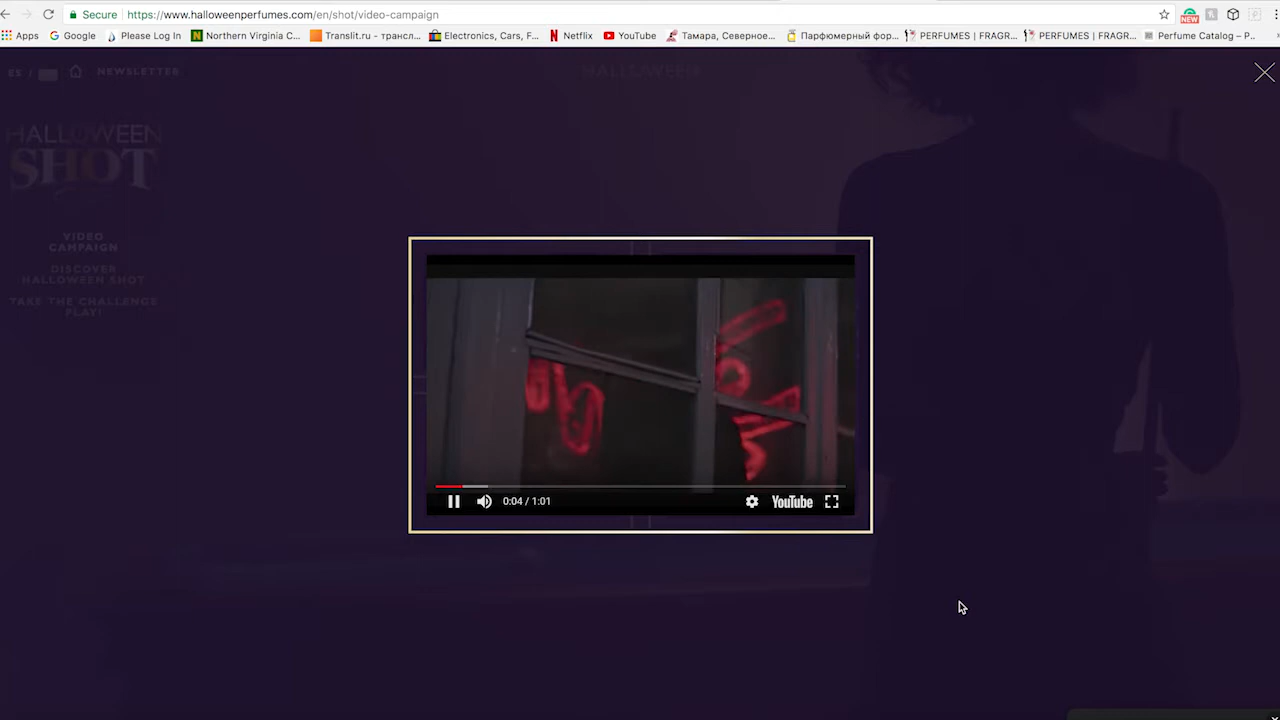 Secure https://www.halloweenperfumes.com/en/shot/video-campaign
NEW
Apps Google Please Log In Northern Virginia C... Translit.ru - трансл... Electronics, Cars, F... Netflix YouTube Тамара, Северное... Парфюмерный фор... PERFUMES | FRAGR... PERFUMES | FRAGR... Perfume Catalog – P...
ES / NEWSLETTER HALLOWEEN
HALLOWEEN
SHOT
VIDEO
CAMPAIGN
DISCOVER
HALLOWEEN SHOT
TAKE THE CHALLENGE
PLAY!
0:04 / 1:01 YouTube